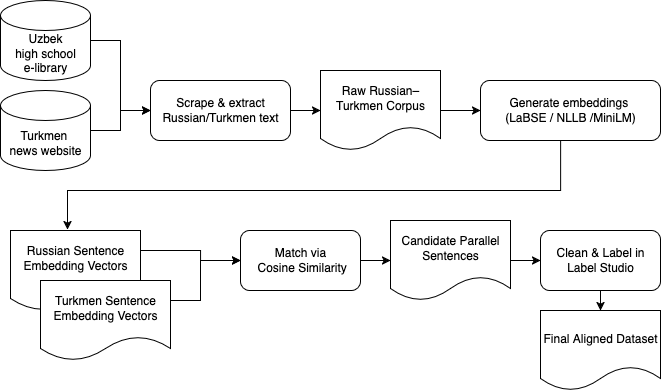 Uzbek
high school
e-library
Turkmen
news website
Scrape & extract
Russian/Turkmen text
Raw Russian–
Turkmen Corpus
Generate embeddings
(LaBSE / NLLB /MiniLM)
Russian Sentence
Embedding Vectors
Turkmen Sentence
Embedding Vectors
Match via
Cosine Similarity
Candidate Parallel
Sentences
Clean & Label in
Label Studio
Final Aligned Dataset